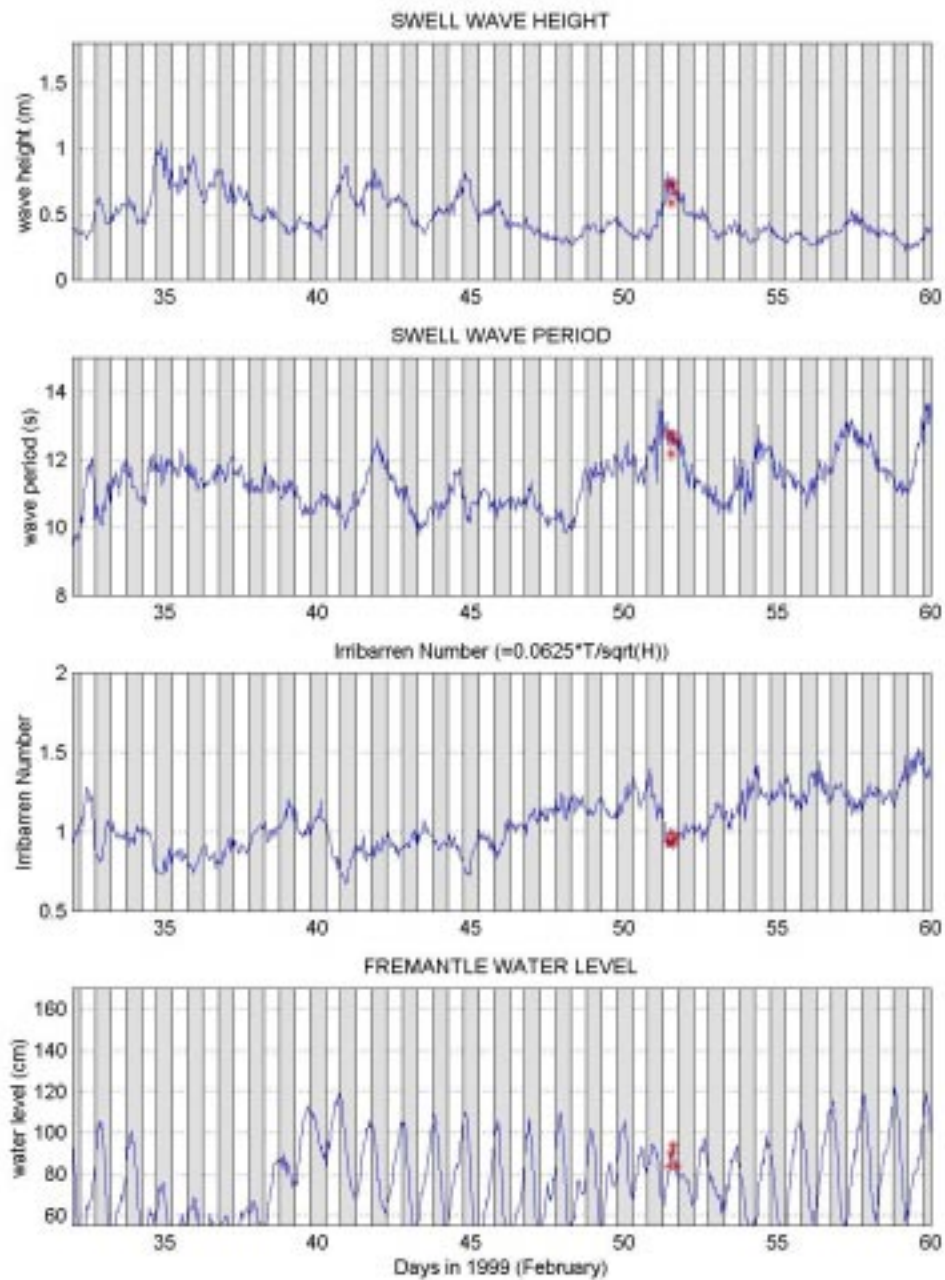 SWELL WAVE HEIGHT
wave height (m)
1.5
1
0.5
0
35 40 45 50 55 60
SWELL WAVE PERIOD
wave period (s)
14
12
10
8
35 40 45 50 55 60
Irribarren Number (=0.0625*T/sqrt(H))
Irribarren Number
2
1.5
1
0.5
35 40 45 50 55 60
FREMANTLE WATER LEVEL
water level (cm)
160
140
120
100
80
60
35 40 45 50 55 60
Days in 1999 (February)